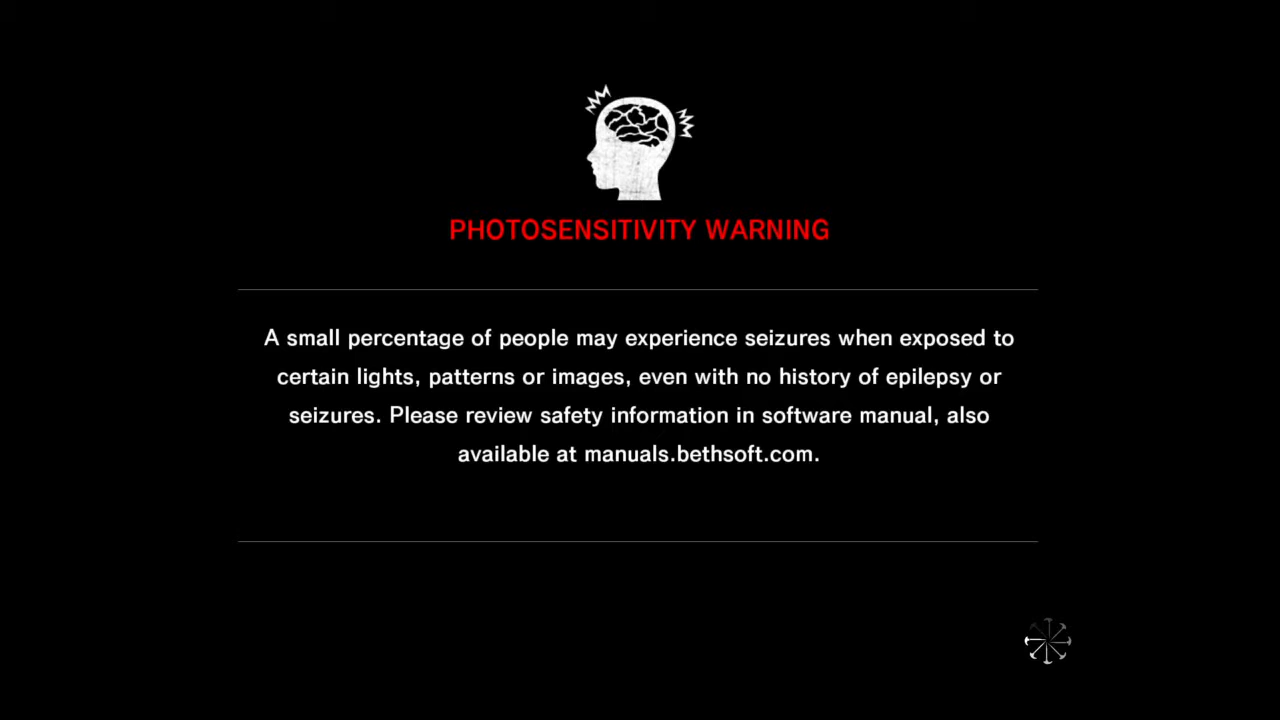 PHOTOSENSITIVITY WARNING
A small percentage of people may experience seizures when exposed to
certain lights, patterns or images, even with no history of epilepsy or
seizures. Please review safety information in software manual, also
available at manuals.bethsoft.com.